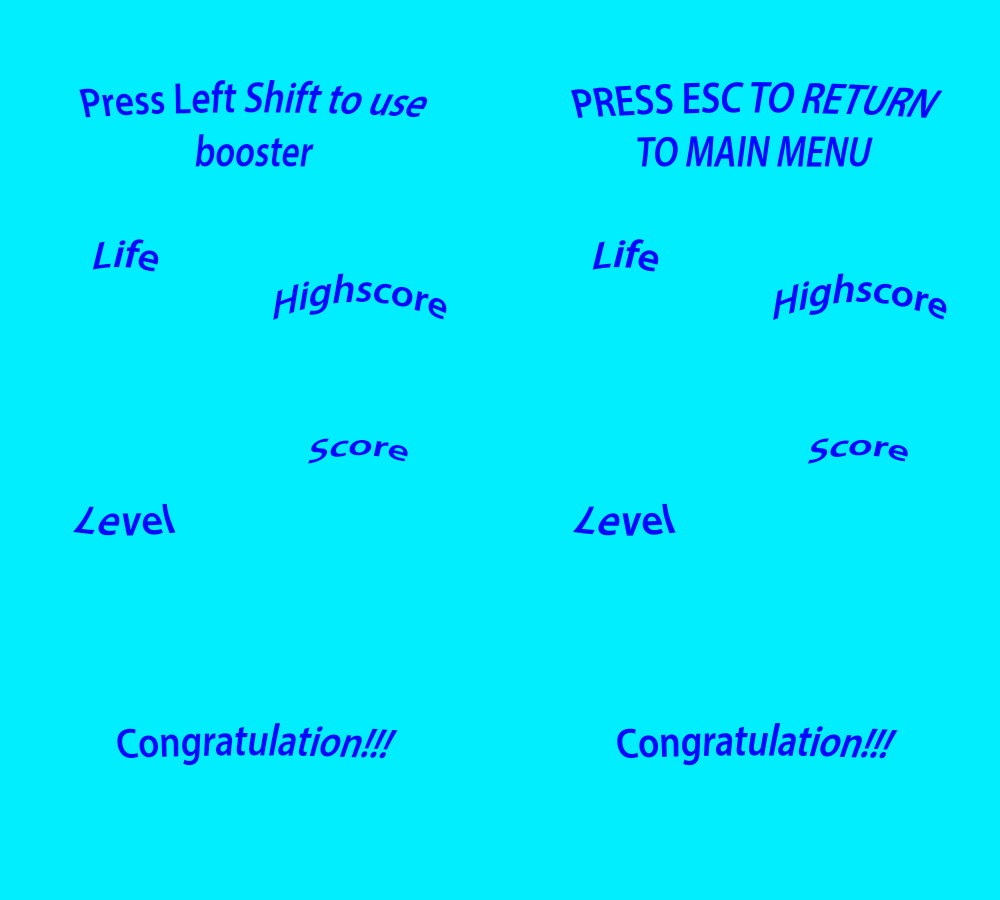 Press Left Shift to use
booster
PRESS ESC TO RETURN
TO MAIN MENU
Life
Highscore
Life
Highscore
Score
Score
Level
Level
Congratulation!!!
Congratulation!!!